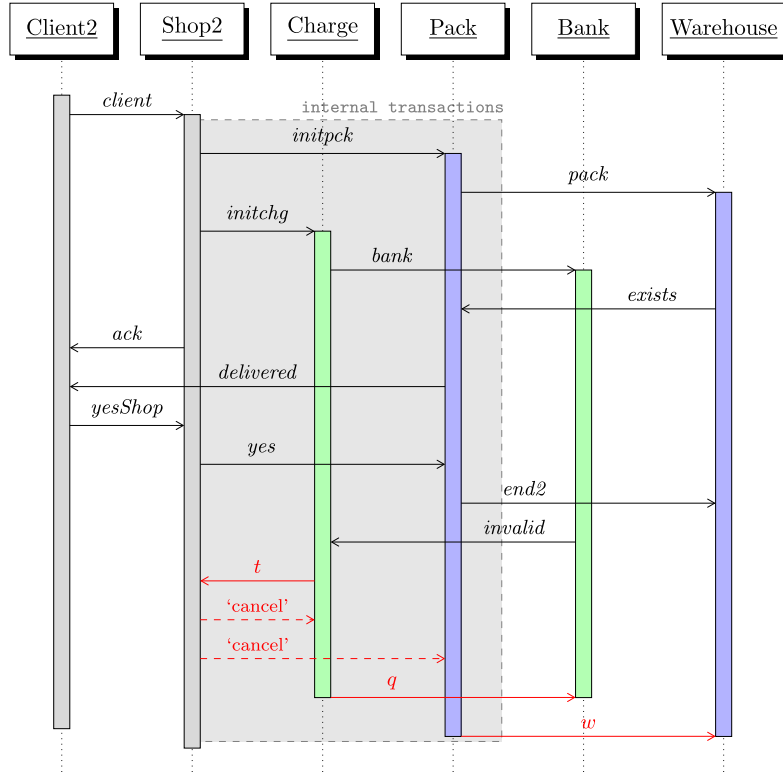 Client2 Shop2 Charge Pack Bank Warehouse
internal transactions
client
initpck
pack
initchg
bank
exists
ack
delivered
yesShop
yes
end2
invalid
t
‘cancel’
‘cancel’
q
w